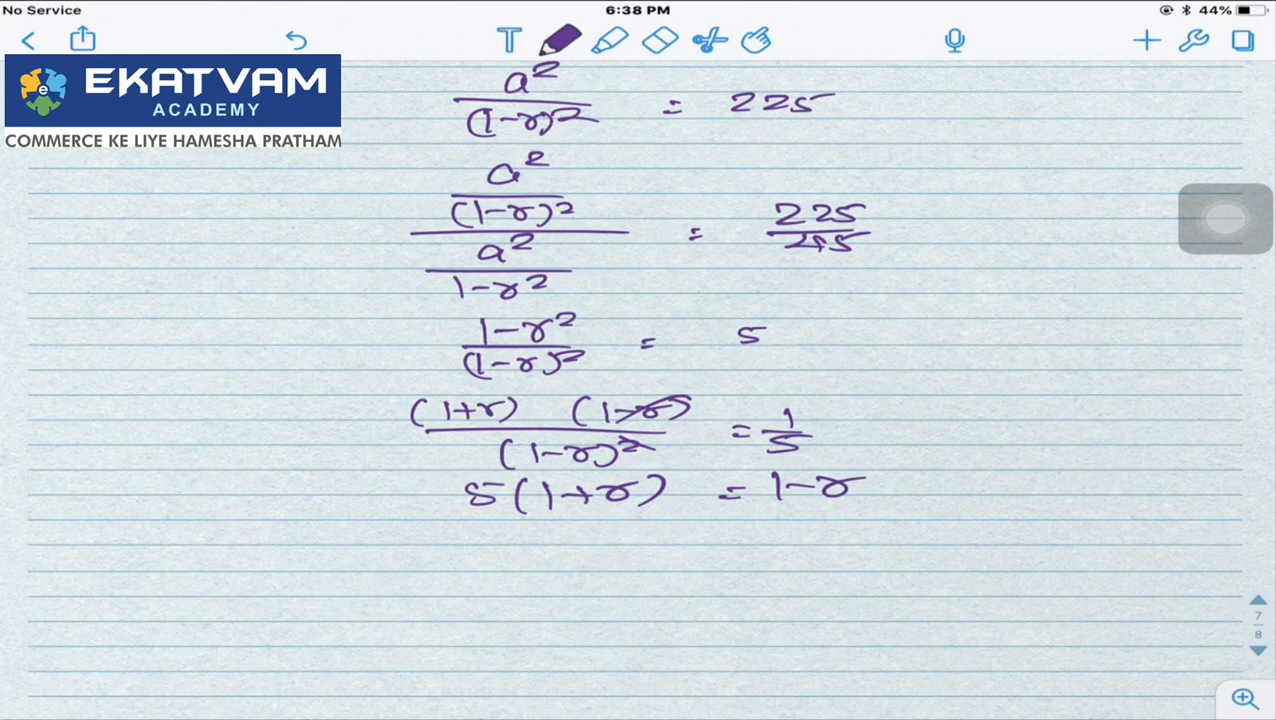 No Service 6:38 PM 44%
T
EKATVAM
ACADEMY
COMMERCE KE LIYE HAMESHA PRATHAM
a² / (1-r)² = 225
(a² / (1-r)²) / (a² / 1-r²) = 225 / 45
1-r² / (1-r)² = 5
(1+r) (1-r) / (1-r)² = 1/5
5(1+r) = 1-r
7
8